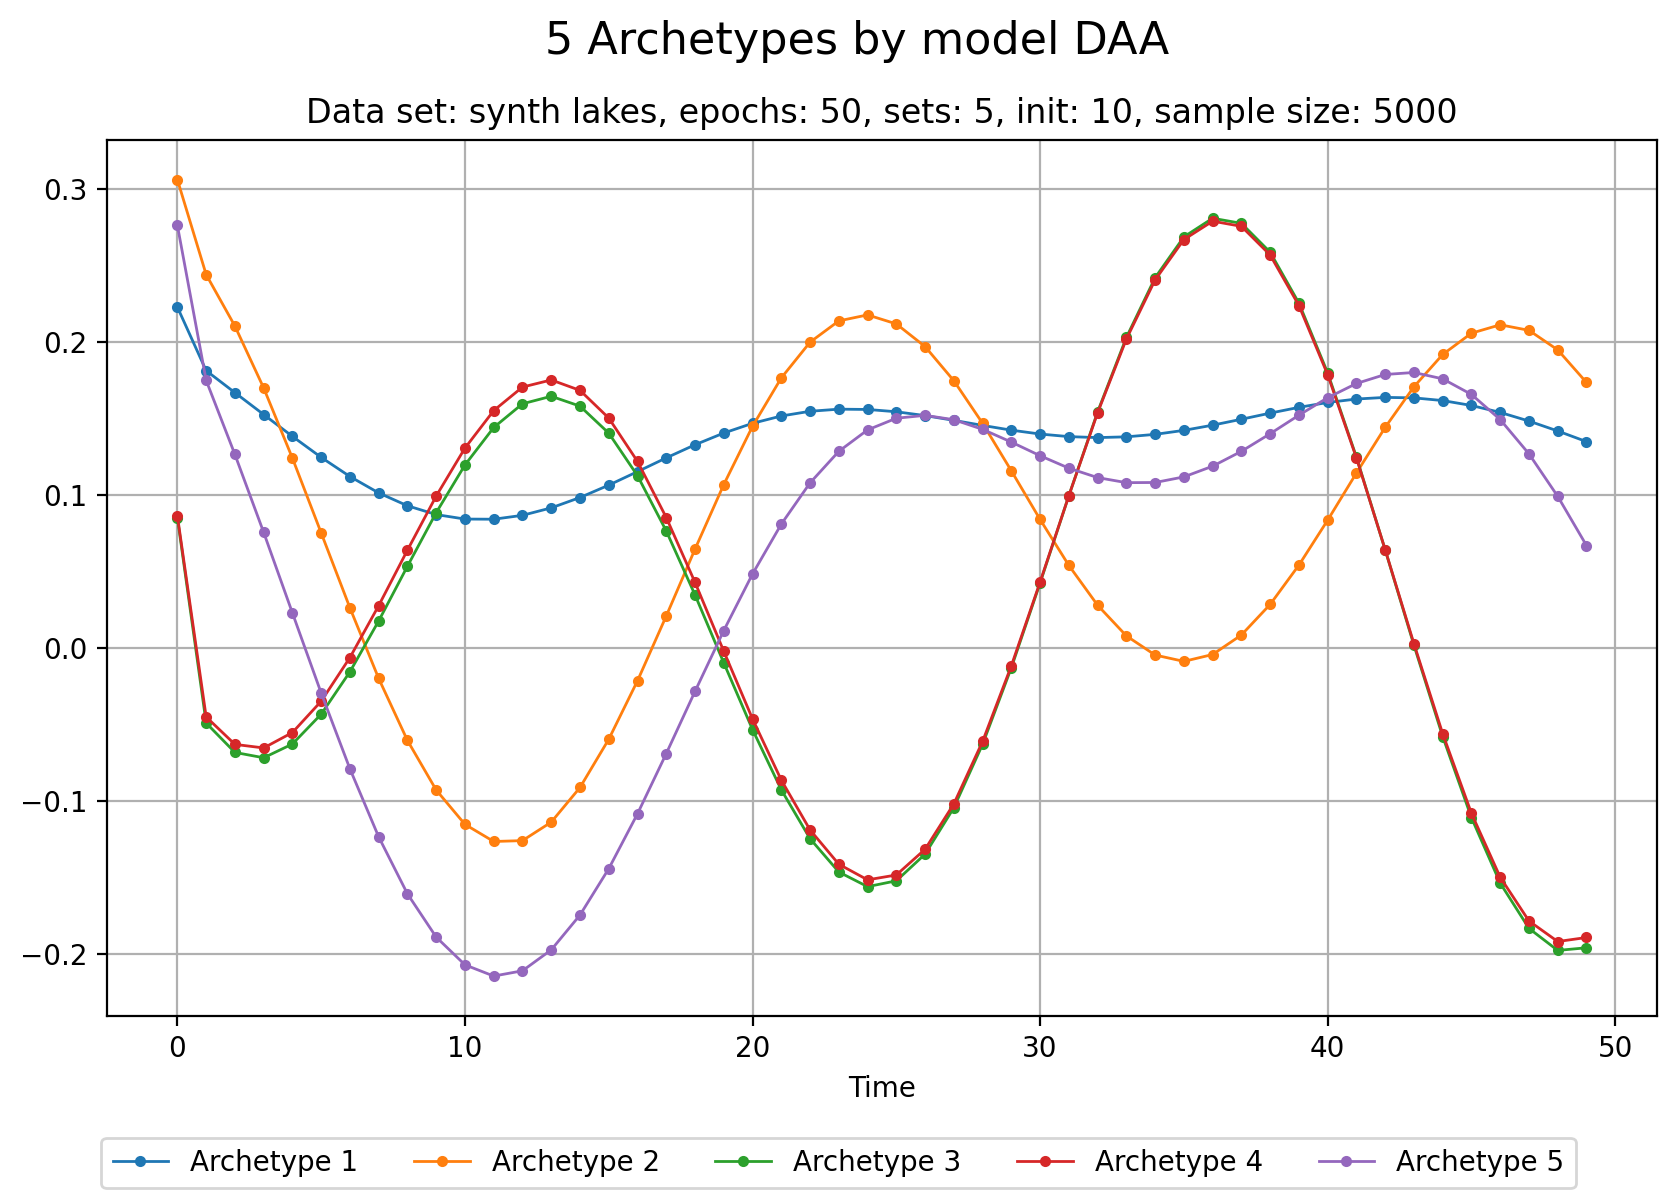 5 Archetypes by model DAA
Data set: synth lakes, epochs: 50, sets: 5, init: 10, sample size: 5000
0.3
0.2
0.1
0.0
−0.1
−0.2
0 10 20 30 40 50
Time
Archetype 1 Archetype 2 Archetype 3 Archetype 4 Archetype 5